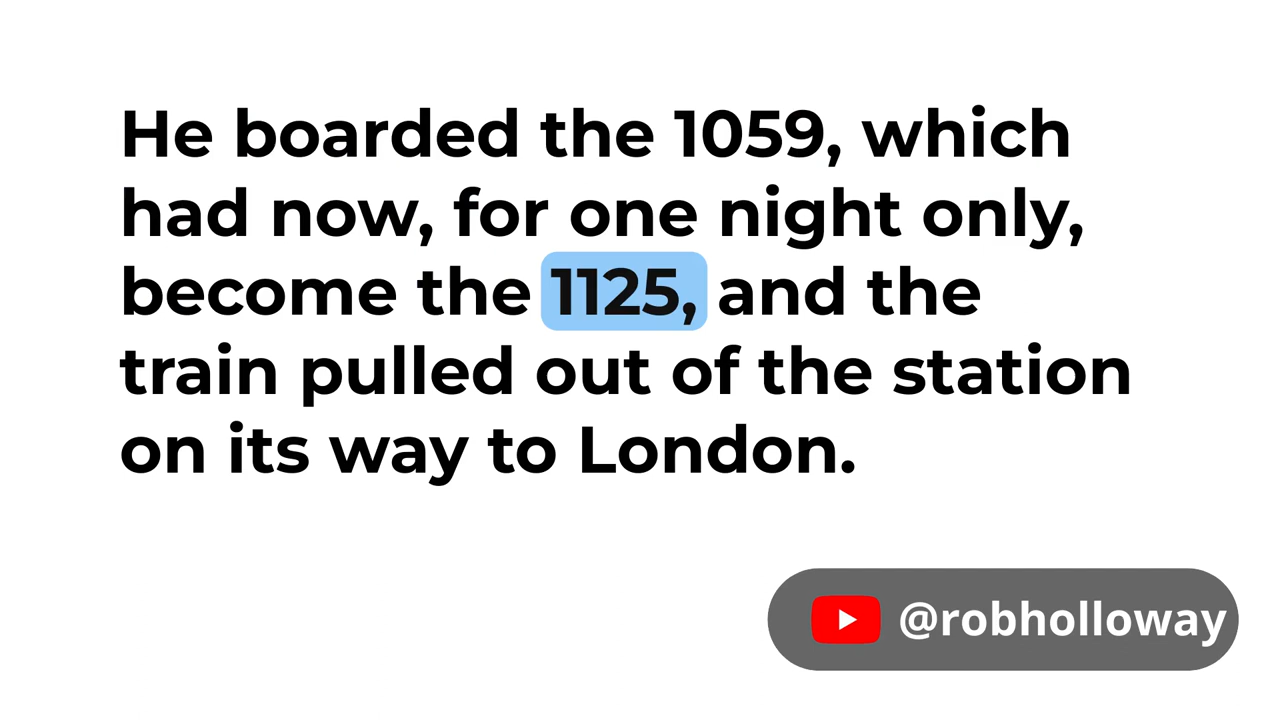 He boarded the 1059, which
had now, for one night only,
become the 1125, and the
train pulled out of the station
on its way to London.
@robholloway